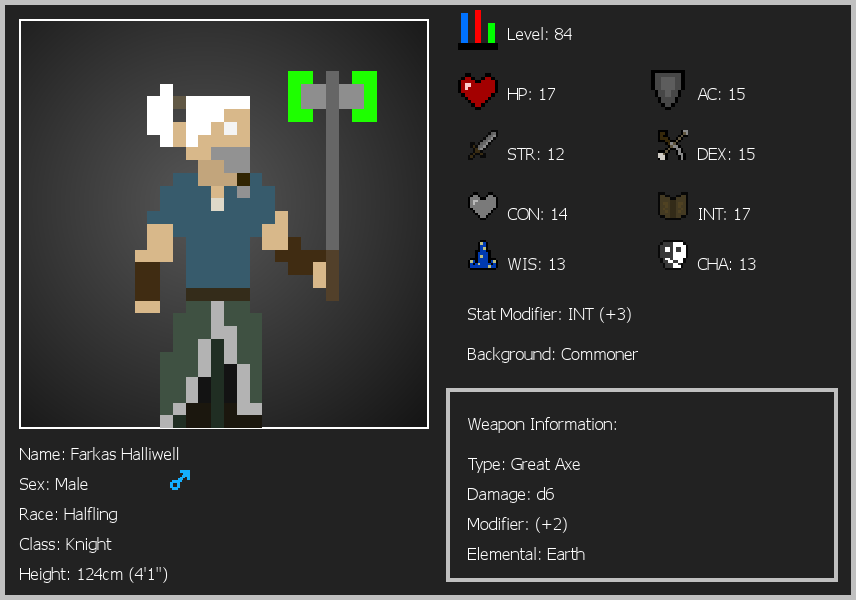 Level: 84
HP: 17
AC: 15
STR: 12
DEX: 15
CON: 14
INT: 17
WIS: 13
CHA: 13
Stat Modifier: INT (+3)
Background: Commoner
Weapon Information:
Type: Great Axe
Damage: d6
Modifier: (+2)
Elemental: Earth
Name: Farkas Halliwell
Sex: Male
Race: Halfling
Class: Knight
Height: 124cm (4'1")